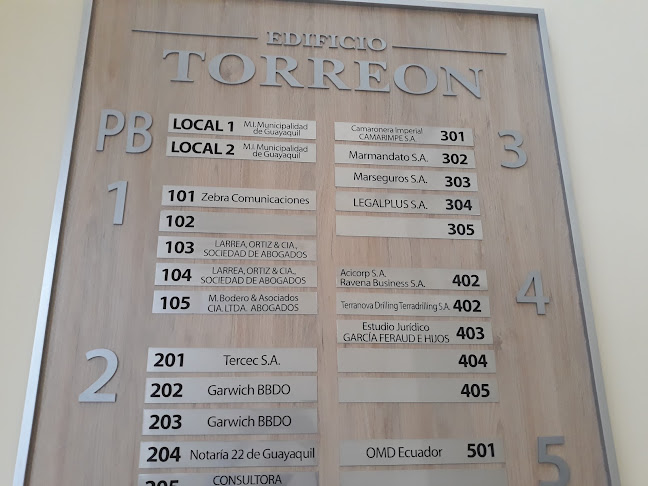 EDIFICIO
TORREON
PB
LOCAL 1 M.I. Municipalidad
de Guayaquil
LOCAL 2 M.I. Municipalidad
de Guayaquil
1
101 Zebra Comunicaciones
102
103 LARREA, ORTIZ & CIA.,
SOCIEDAD DE ABOGADOS
104 LARREA, ORTIZ & CIA.,
SOCIEDAD DE ABOGADOS
105 M. Bodero & Asociados
CIA. LTDA. ABOGADOS
2
201 Tercec S.A.
202 Garwich BBDO
203 Garwich BBDO
204 Notaría 22 de Guayaquil
205 CONSULTORA
3
Camaronera Imperial
CAMARIMPE S.A. 301
Marmandato S.A. 302
Marseguros S.A. 303
LEGALPLUS S.A. 304
305
4
Acicorp S.A.
Ravena Business S.A. 402
Terranova Drilling Terradrilling S.A. 402
Estudio Jurídico
GARCÍA FERAUD E HIJOS 403
404
405
5
OMD Ecuador 501